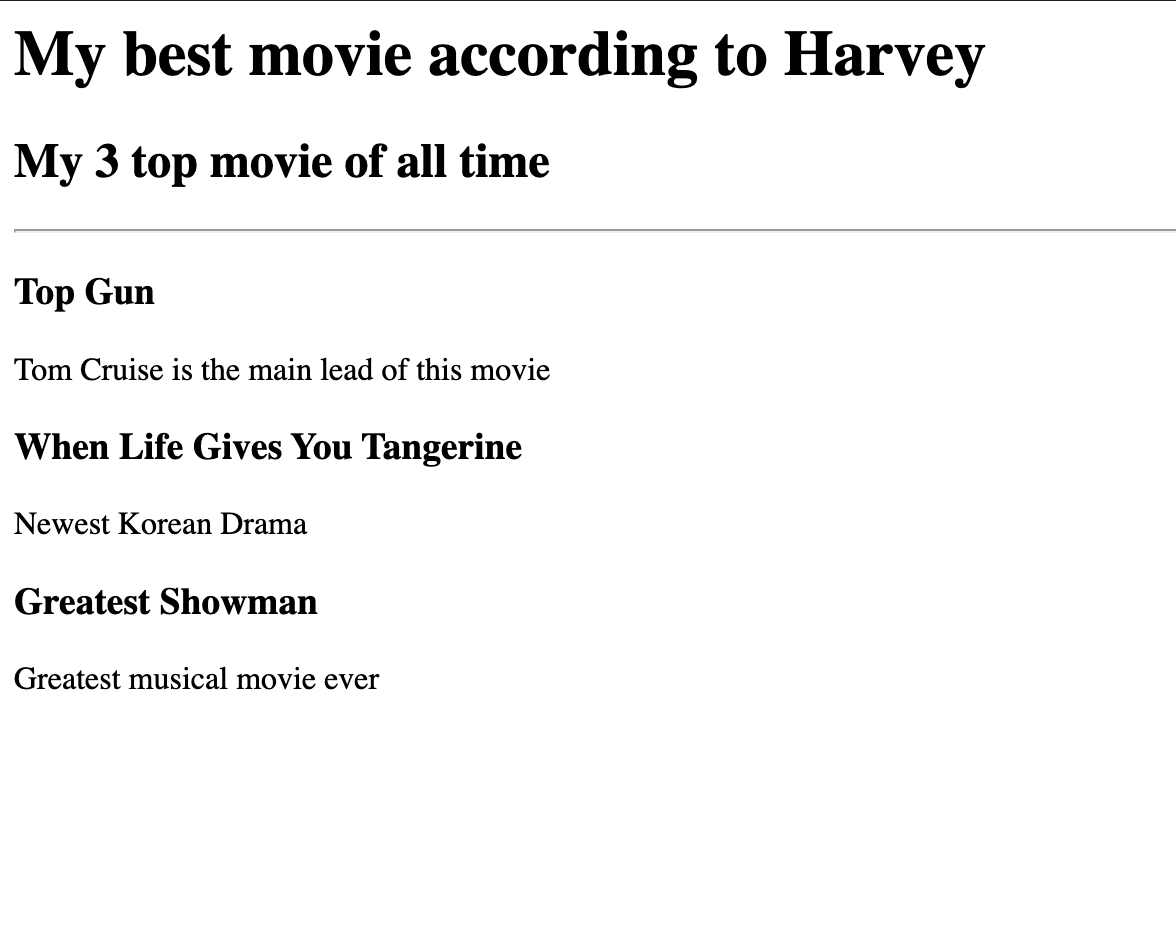 My best movie according to Harvey
My 3 top movie of all time
Top Gun
Tom Cruise is the main lead of this movie
When Life Gives You Tangerine
Newest Korean Drama
Greatest Showman
Greatest musical movie ever